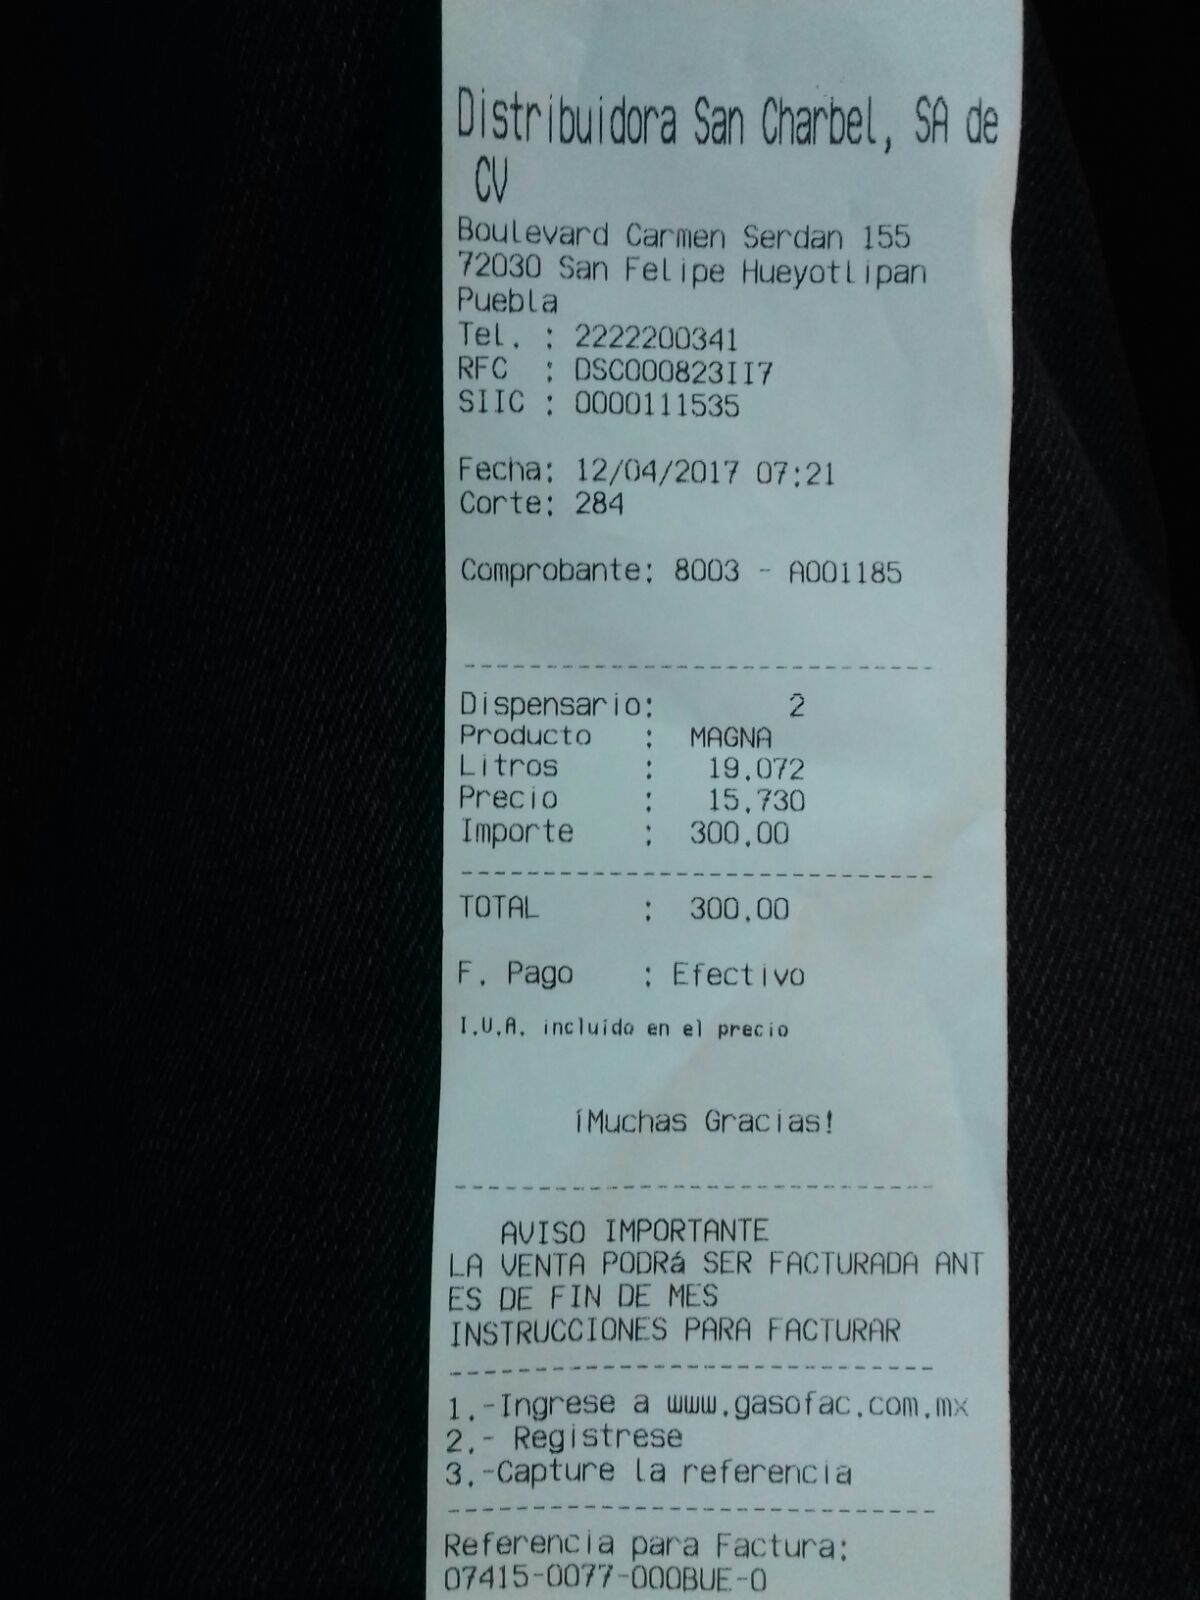 Distribuidora San Charbel, SA de
CV
Boulevard Carmen Serdan 155
72030 San Felipe Hueyotlipan
Puebla
Tel. : 2222200341
RFC : DSC000823II7
SIIC : 0000111535
Fecha: 12/04/2017 07:21
Corte: 284
Comprobante: 8003 - A001185
Dispensario: 2
Producto : MAGNA
Litros : 19.072
Precio : 15.730
Importe : 300.00
TOTAL : 300.00
F. Pago : Efectivo
I.V.A. incluído en el precio
¡Muchas Gracias!
AVISO IMPORTANTE
LA VENTA PODRá SER FACTURADA ANT
ES DE FIN DE MES
INSTRUCCIONES PARA FACTURAR
1.-Ingrese a www.gasofac.com.mx
2.- Registrese
3.-Capture la referencia
Referencia para Factura:
07415-0077-000BUE-0